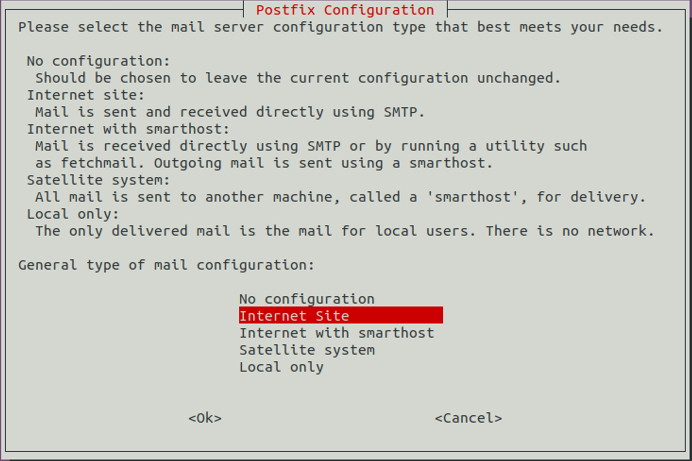 Postfix Configuration
Please select the mail server configuration type that best meets your needs.
No configuration:
Should be chosen to leave the current configuration unchanged.
Internet site:
Mail is sent and received directly using SMTP.
Internet with smarthost:
Mail is received directly using SMTP or by running a utility such
as fetchmail. Outgoing mail is sent using a smarthost.
Satellite system:
All mail is sent to another machine, called a 'smarthost', for delivery.
Local only:
The only delivered mail is the mail for local users. There is no network.
General type of mail configuration:
No configuration
Internet Site
Internet with smarthost
Satellite system
Local only
<Ok> <Cancel>